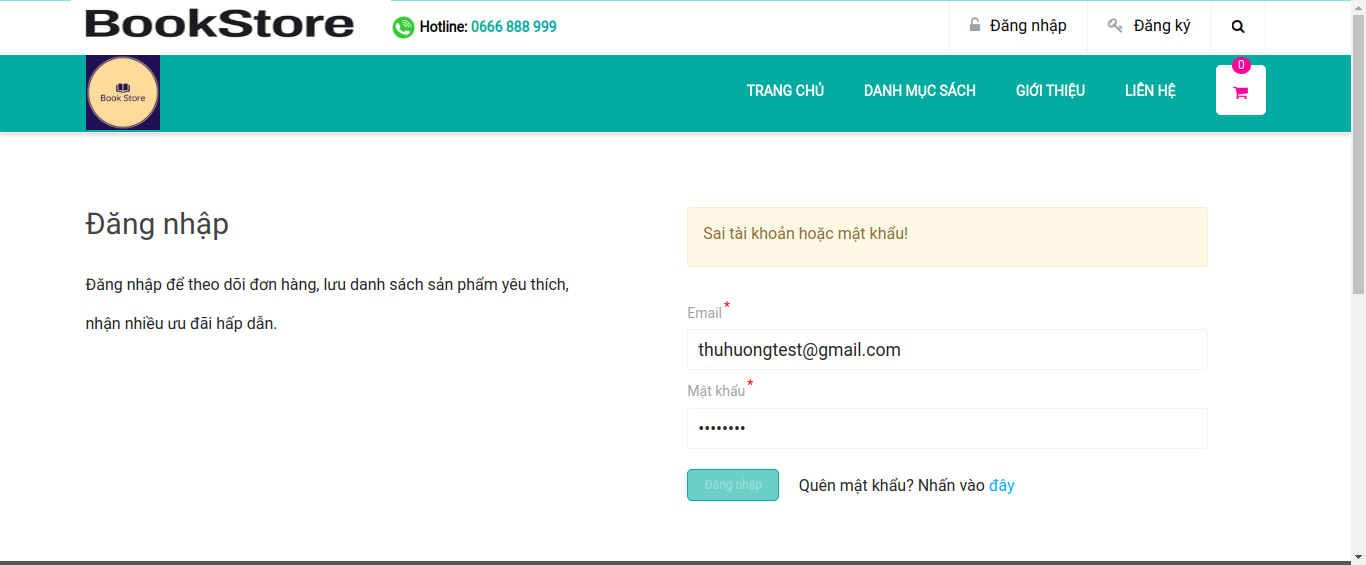 BookStore
Hotline: 0666 888 999
Đăng nhập
Đăng ký
Book Store
TRANG CHỦ
DANH MỤC SÁCH
GIỚI THIỆU
LIÊN HỆ
0
Đăng nhập
Đăng nhập để theo dõi đơn hàng, lưu danh sách sản phẩm yêu thích,
nhận nhiều ưu đãi hấp dẫn.
Sai tài khoản hoặc mật khẩu!
Email *
thuhuongtest@gmail.com
Mật khẩu *
••••••••
Đăng nhập
Quên mật khẩu? Nhấn vào đây